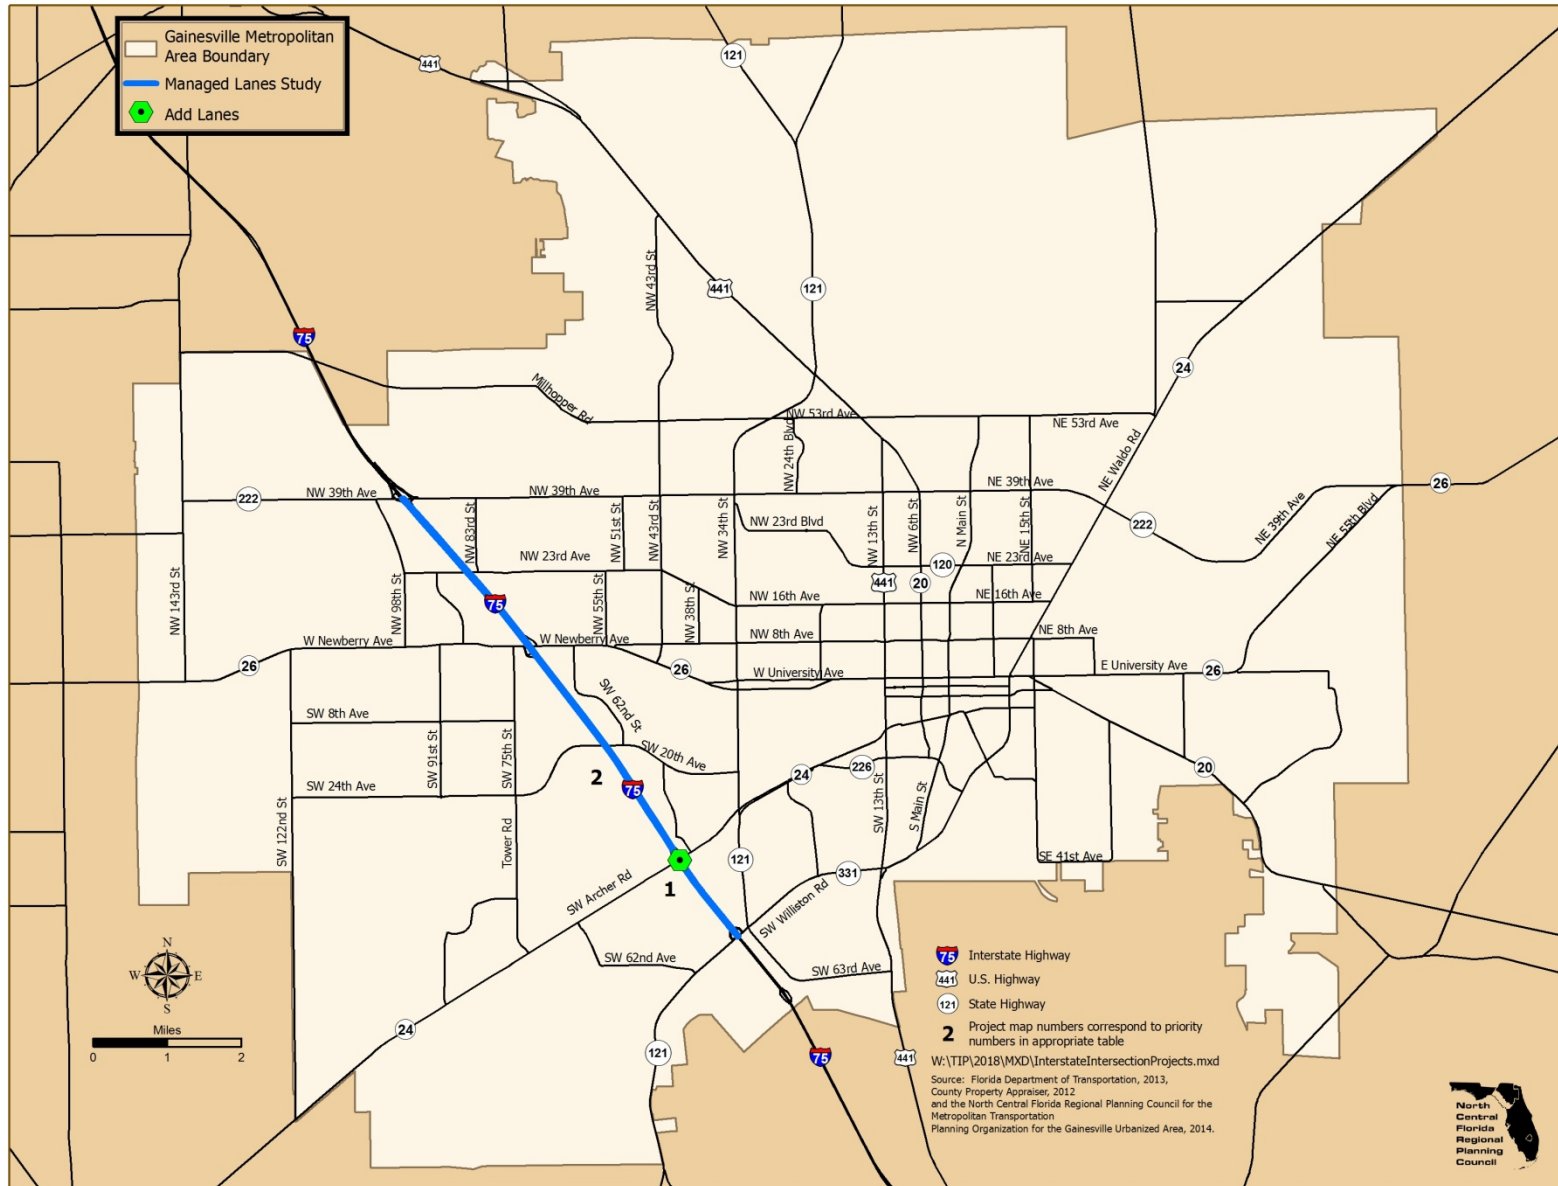 Gainesville Metropolitan
Area Boundary
Managed Lanes Study
Add Lanes
441
121
NW 43rd St
441
121
75
24
Millhopper Rd
NW 53rd Ave
NE 53rd Ave
NW 24th Blvd
NE Waldo Rd
222
NW 39th Ave
NW 39th Ave
NE 39th Ave
26
NW 83rd St
NW 51st St
NW 43rd St
NW 34th St
NW 23rd Blvd
NW 13th St
NW 6th St
N Main St
NE 15th St
222
NE 39th Ave
NE 55th Blvd
NW 23rd Ave
NE 23rd Ave
120
NW 143rd St
NW 98th St
75
NW 55th St
NW 38th St
441
20
NW 16th Ave
NE 16th Ave
W Newberry Ave
W Newberry Ave
NW 8th Ave
NE 8th Ave
26
26
W University Ave
E University Ave
26
SW 62nd St
SW 8th Ave
SW 91st St
SW 75th St
SW 20th Ave
2
75
24
226
20
SW 24th Ave
SW 122nd St
Tower Rd
SW 13th St
S Main St
121
SE 41st Ave
331
SW Archer Rd
1
SW Williston Rd
SW 62nd Ave
SW 63rd Ave
N
W
E
S
Miles
0
1
2
24
121
75
441
75
Interstate Highway
441
U.S. Highway
121
State Highway
2
Project map numbers correspond to priority
numbers in appropriate table
W:\TIP\2018\MXD\InterstateIntersectionProjects.mxd
Source: Florida Department of Transportation, 2013,
County Property Appraiser, 2012
and the North Central Florida Regional Planning Council for the
Metropolitan Transportation
Planning Organization for the Gainesville Urbanized Area, 2014.
North
Central
Florida
Regional
Planning
Council